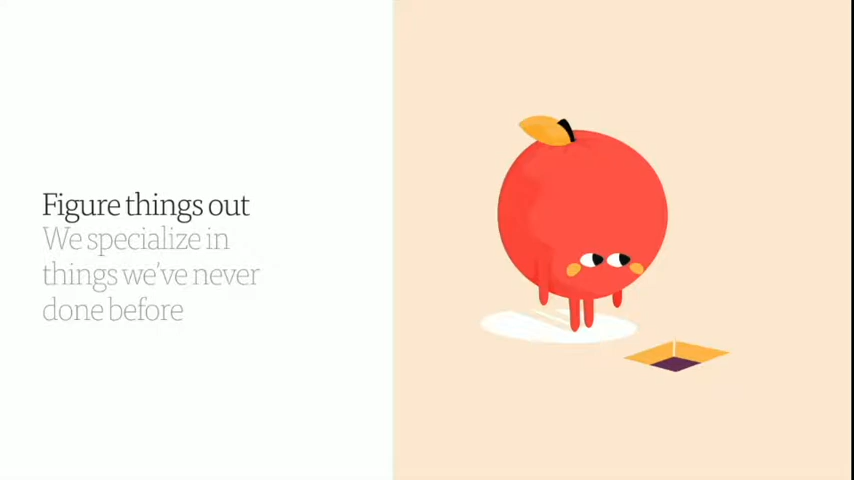 Figure things out
We specialize in
things we've never
done before